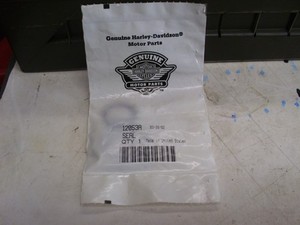 Genuine Harley-Davidson®
Motor Parts
GENUINE
MOTOR PARTS
12053A
SEAL
QTY 1